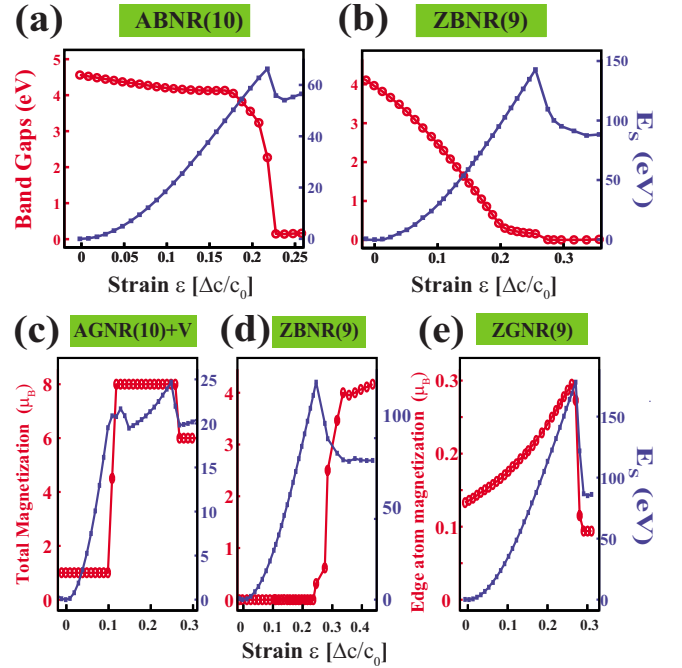 (a) ABNR(10)
(b) ZBNR(9)
Band Gaps (eV)
5
4
3
2
1
0
60
40
20
0
0 0.05 0.1 0.15 0.2 0.25
Strain ε [Δc/c₀]
4
3
2
1
0
150
100
50
0
0 0.1 0.2 0.3
Strain ε [Δc/c₀]
E_S (eV)
(c) AGNR(10)+V
(d) ZBNR(9)
(e) ZGNR(9)
Total Magnetization (μ_B)
8
6
4
2
0
25
20
15
10
5
0
0 0.1 0.2 0.3
4
3
2
1
0
100
50
0
0 0.1 0.2 0.3 0.4
Edge atom magnetization (μ_B)
0.3
0.2
0.1
0
150
100
50
0
0 0.1 0.2 0.3
E_S (eV)
Strain ε [Δc/c₀]